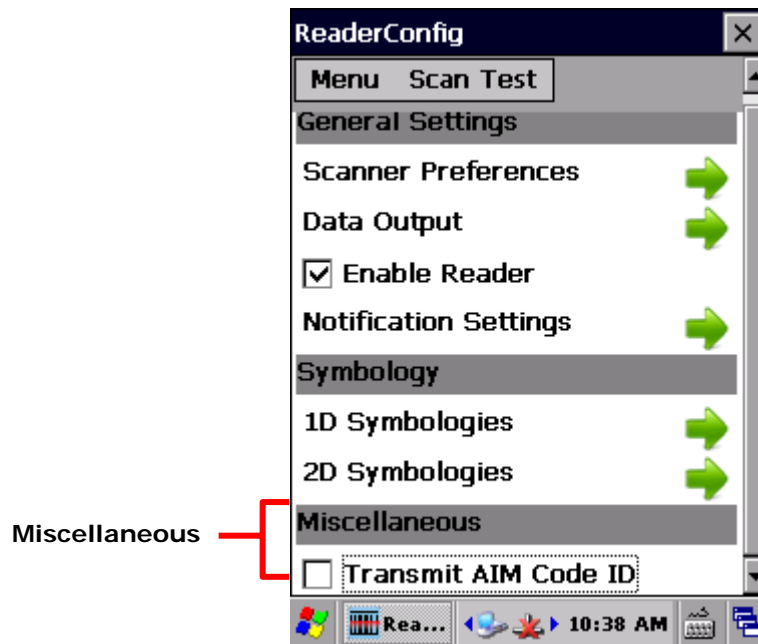 ReaderConfig
Menu Scan Test
General Settings
Scanner Preferences
Data Output
Enable Reader
Notification Settings
Symbology
1D Symbologies
2D Symbologies
Miscellaneous
Miscellaneous
Transmit AIM Code ID
Rea... 10:38 AM